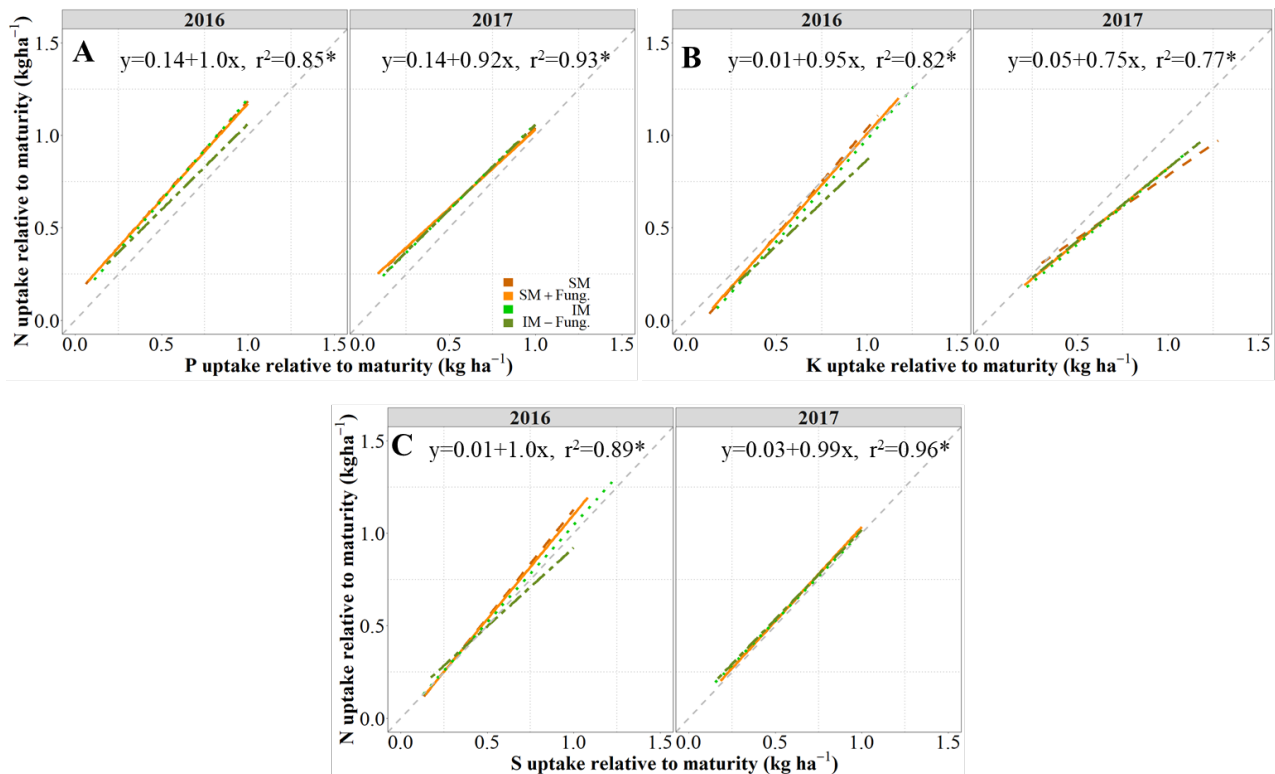 2016
2017
A
y=0.14+1.0x, r²=0.85*
y=0.14+0.92x, r²=0.93*
N uptake relative to maturity (kgha⁻¹)
1.5
1.0
0.5
0.0
SM
SM + Fung.
IM
IM – Fung.
0.0 0.5 1.0 1.5 0.0 0.5 1.0 1.5
P uptake relative to maturity (kg ha⁻¹)
2016
2017
B
y=0.01+0.95x, r²=0.82*
y=0.05+0.75x, r²=0.77*
0.0 0.5 1.0 1.5 0.0 0.5 1.0 1.5
K uptake relative to maturity (kg ha⁻¹)
2016
2017
C
y=0.01+1.0x, r²=0.89*
y=0.03+0.99x, r²=0.96*
N uptake relative to maturity (kgha⁻¹)
1.5
1.0
0.5
0.0
0.0 0.5 1.0 1.5 0.0 0.5 1.0 1.5
S uptake relative to maturity (kg ha⁻¹)